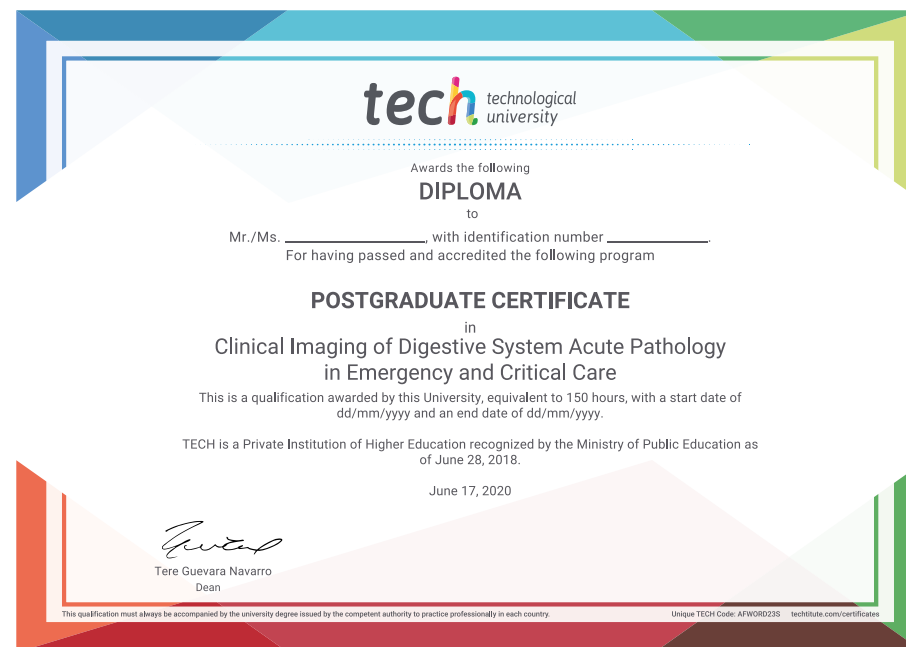 tech technological
university
Awards the following
DIPLOMA
to
Mr./Ms. ____________________, with identification number ______________.
For having passed and accredited the following program
POSTGRADUATE CERTIFICATE
in
Clinical Imaging of Digestive System Acute Pathology
in Emergency and Critical Care
This is a qualification awarded by this University, equivalent to 150 hours, with a start date of
dd/mm/yyyy and an end date of dd/mm/yyyy.
TECH is a Private Institution of Higher Education recognized by the Ministry of Public Education as
of June 28, 2018.
June 17, 2020
Tere Guevara Navarro
Dean
This qualification must always be accompanied by the university degree issued by the competent authority to practice professionally in each country. Unique TECH Code: AFWORD23S techtitute.com/certificates